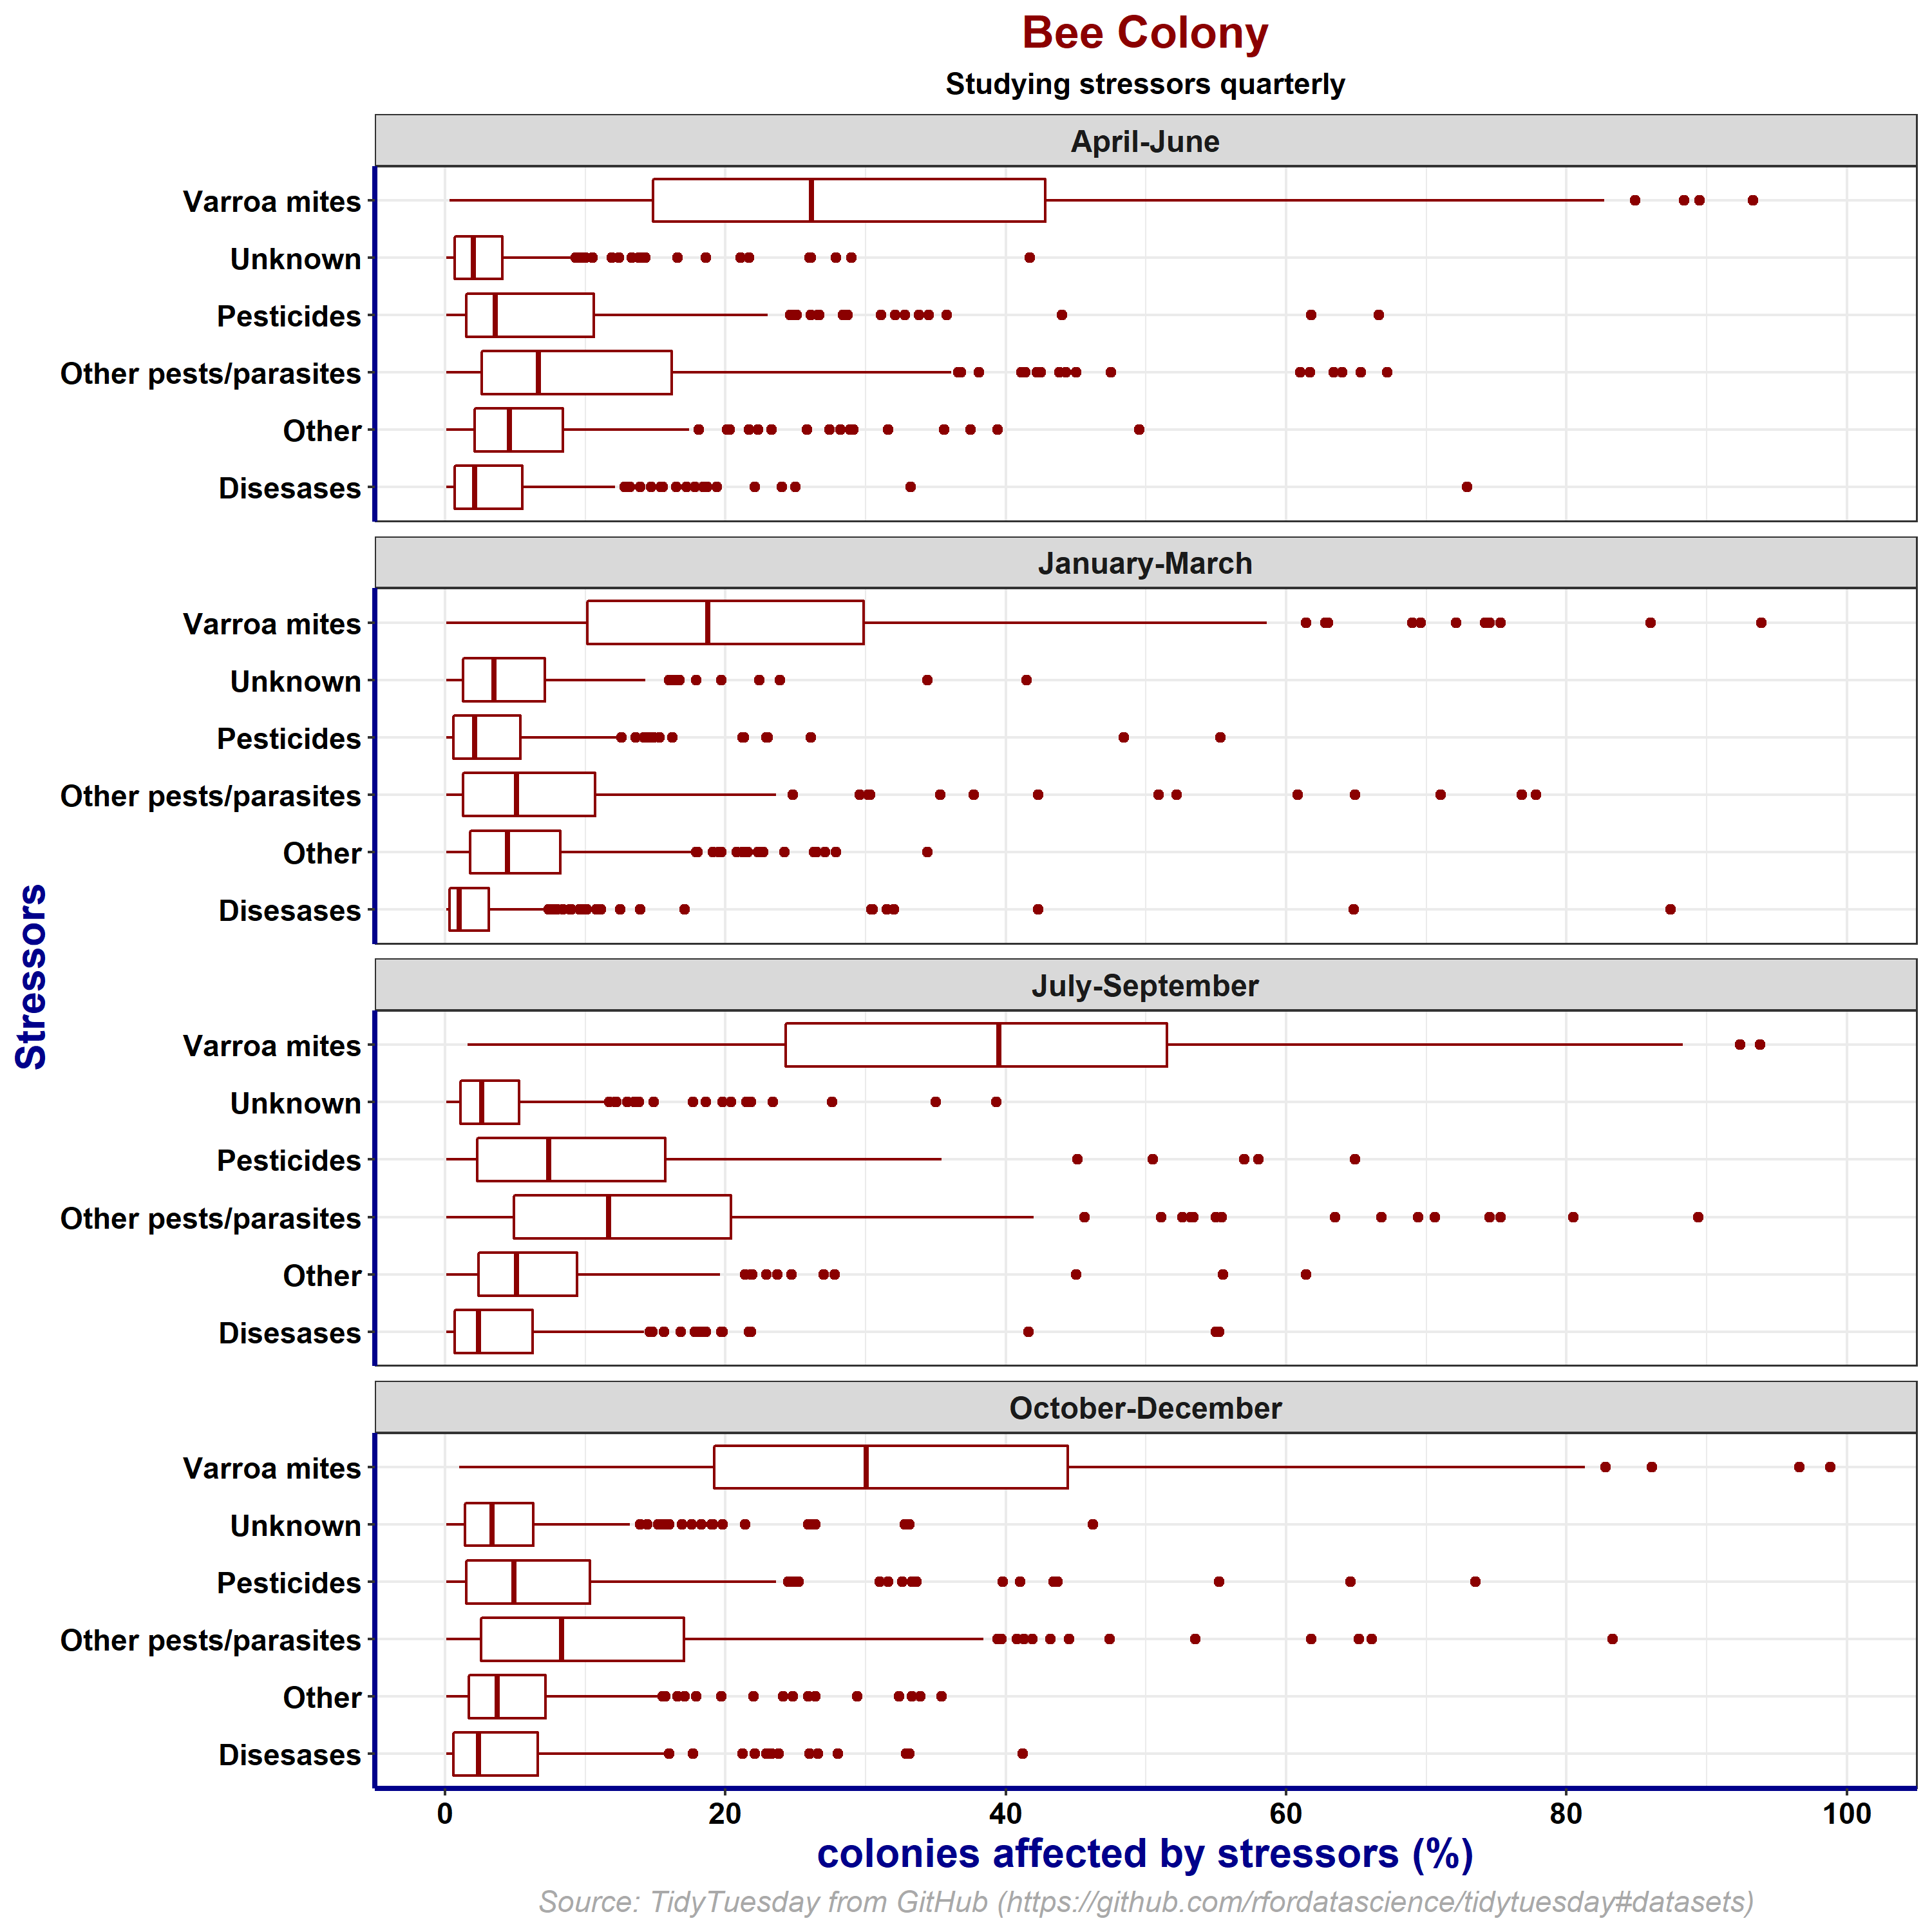 Bee Colony
Studying stressors quarterly
April-June
Varroa mites
Unknown
Pesticides
Other pests/parasites
Other
Disesases
January-March
Varroa mites
Unknown
Pesticides
Other pests/parasites
Other
Disesases
Stressors
July-September
Varroa mites
Unknown
Pesticides
Other pests/parasites
Other
Disesases
October-December
Varroa mites
Unknown
Pesticides
Other pests/parasites
Other
Disesases
0 20 40 60 80 100
colonies affected by stressors (%)
Source: TidyTuesday from GitHub (https://github.com/rfordatascience/tidytuesday#datasets)